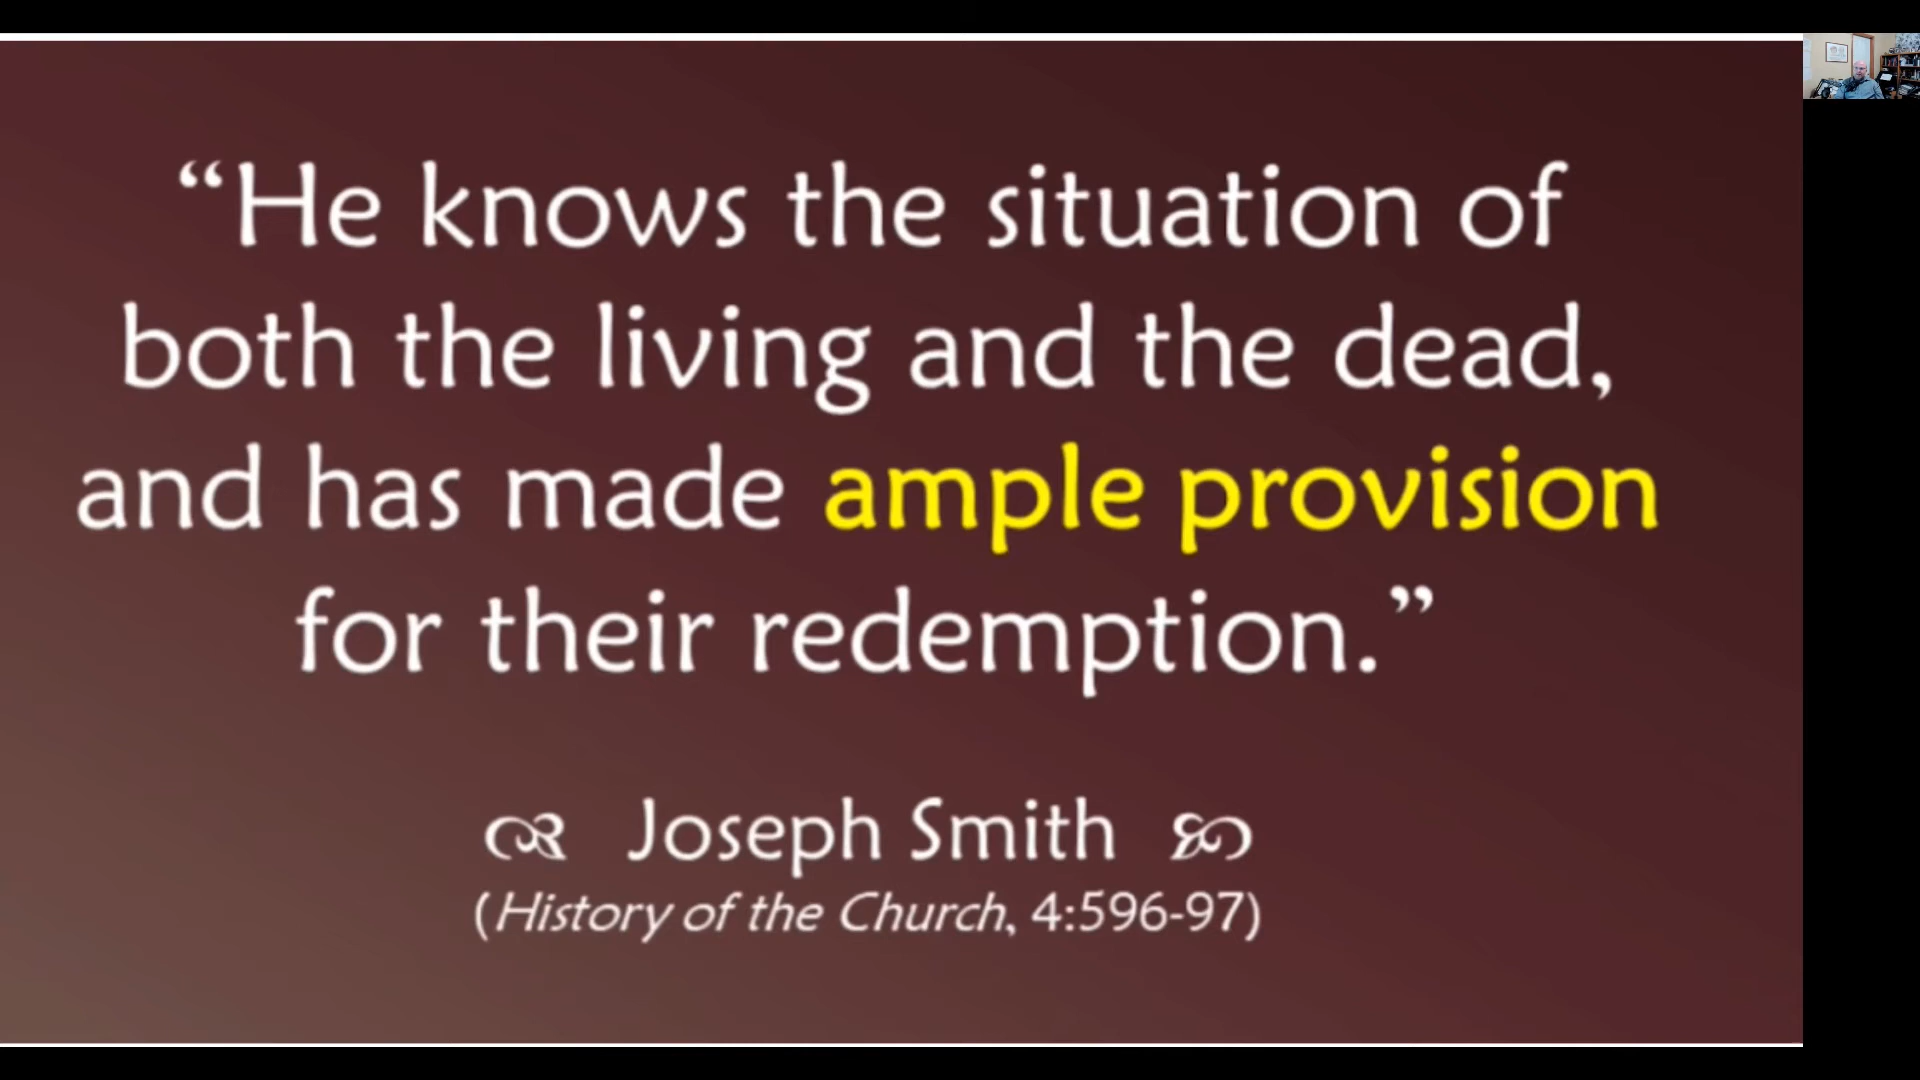 “He knows the situation of
both the living and the dead,
and has made ample provision
for their redemption.”
Joseph Smith
(History of the Church, 4:596-97)